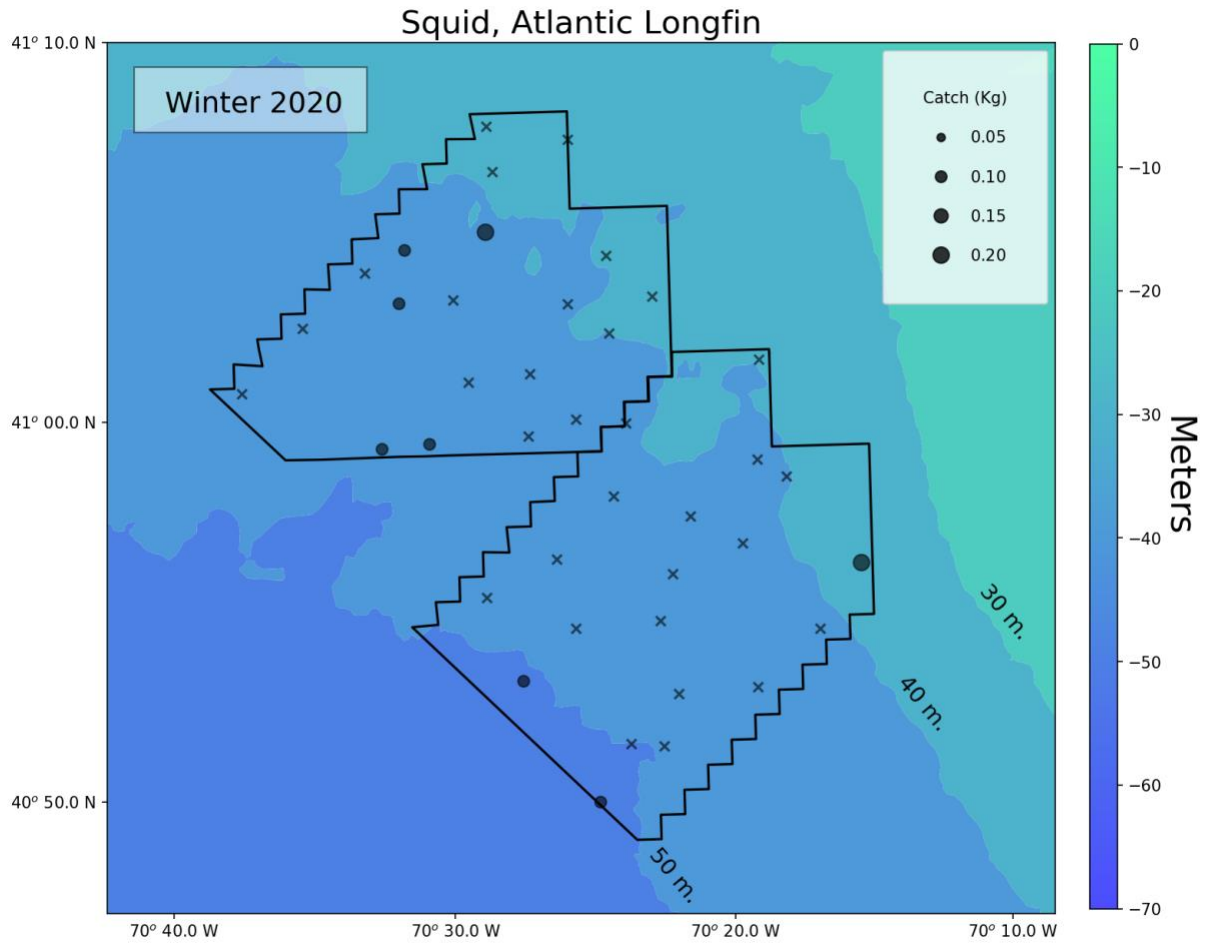 Squid, Atlantic Longfin
41° 10.0 N
Winter 2020
Catch (Kg)
0.05
0.10
0.15
0.20
41° 00.0 N
40° 50.0 N
30 m.
40 m.
50 m.
70° 40.0 W
70° 30.0 W
70° 20.0 W
70° 10.0 W
0
−10
−20
−30
−40
−50
−60
−70
Meters